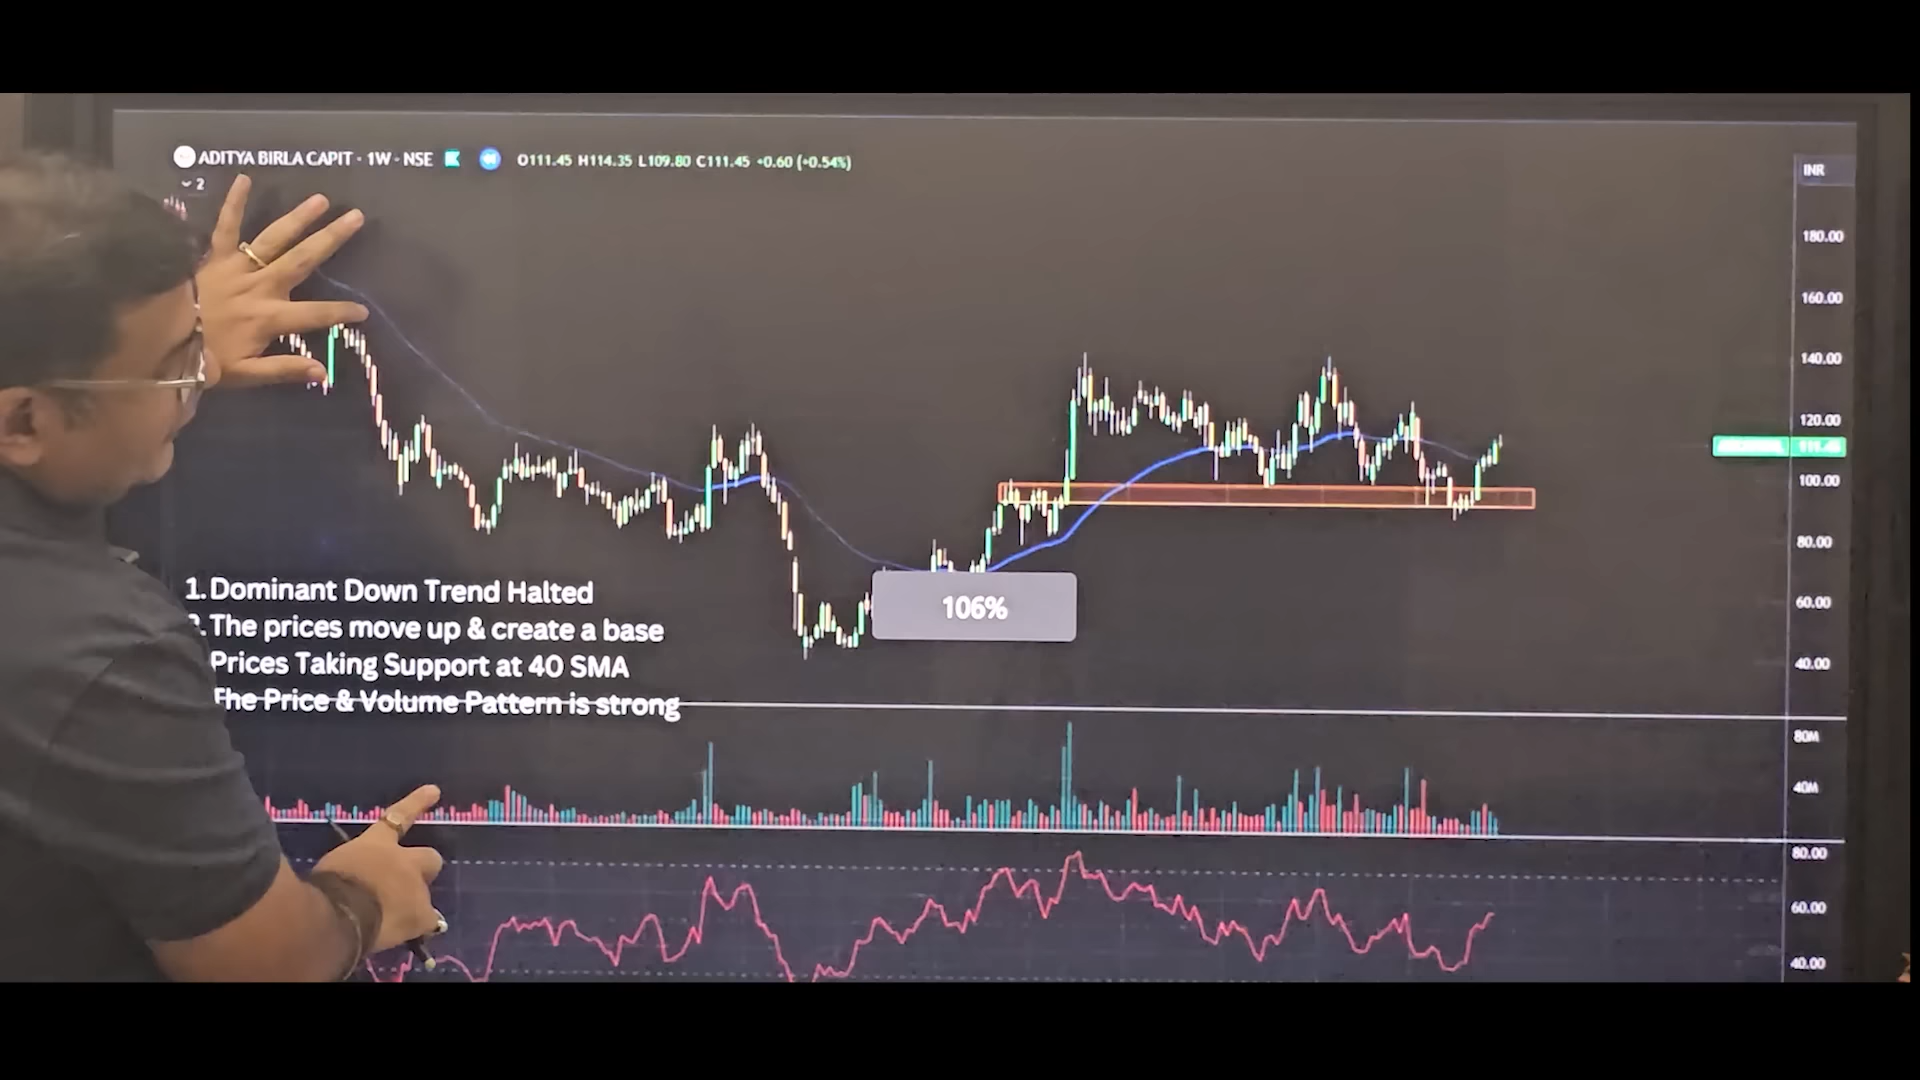 ADITYA BIRLA CAPIT · 1W · NSE O111.45 H114.35 L109.80 C111.45 +0.60 (+0.54%)
2
INR
180.00
160.00
140.00
120.00
111.45
100.00
80.00
60.00
40.00
1. Dominant Down Trend Halted
The prices move up & create a base
Prices Taking Support at 40 SMA
The Price & Volume Pattern is strong
106%
80M
40M
80.00
60.00
40.00